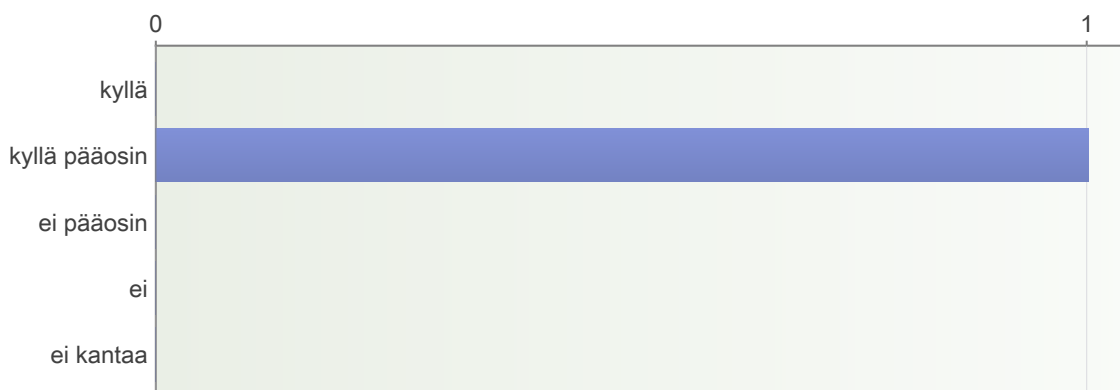 0 1
kyllä
kyllä pääosin
ei pääosin
ei
ei kantaa